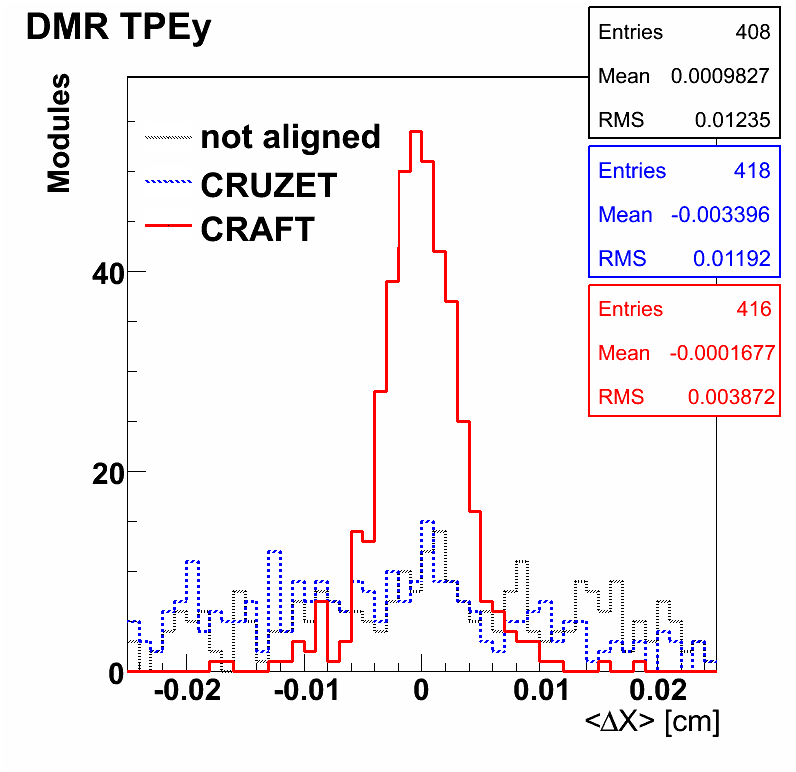 DMR TPEy
Modules
not aligned
CRUZET
CRAFT
Entries 408
Mean 0.0009827
RMS 0.01235
Entries 418
Mean -0.003396
RMS 0.01192
Entries 416
Mean -0.0001677
RMS 0.003872
40
20
0
-0.02 -0.01 0 0.01 0.02
<ΔX> [cm]